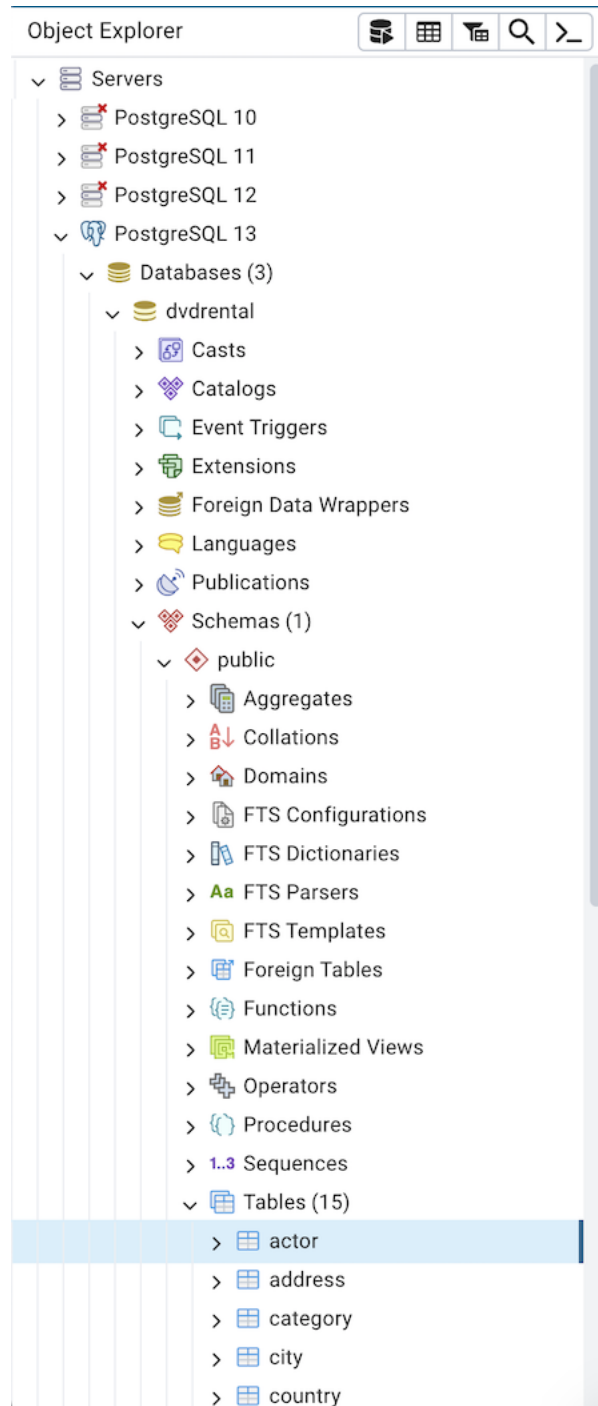 Object Explorer
Servers
PostgreSQL 10
PostgreSQL 11
PostgreSQL 12
PostgreSQL 13
Databases (3)
dvdrental
Casts
Catalogs
Event Triggers
Extensions
Foreign Data Wrappers
Languages
Publications
Schemas (1)
public
Aggregates
Collations
Domains
FTS Configurations
FTS Dictionaries
Aa FTS Parsers
FTS Templates
Foreign Tables
Functions
Materialized Views
Operators
Procedures
1..3 Sequences
Tables (15)
actor
address
category
city
country